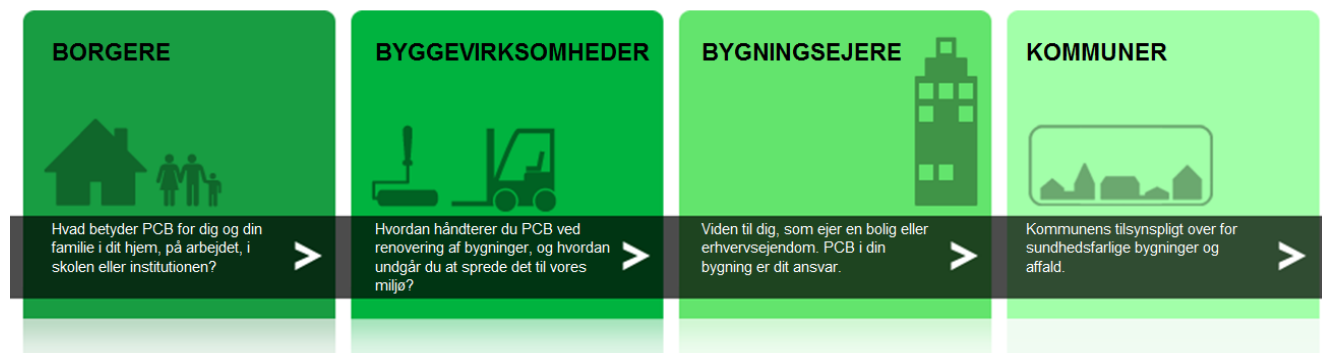 BORGERE
Hvad betyder PCB for dig og din
familie i dit hjem, på arbejdet, i
skolen eller institutionen?
BYGGEVIRKSOMHEDER
Hvordan håndterer du PCB ved
renovering af bygninger, og hvordan
undgår du at sprede det til vores
miljø?
BYGNINGSEJERE
Viden til dig, som ejer en bolig eller
erhvervsejendom. PCB i din
bygning er dit ansvar.
KOMMUNER
Kommunens tilsynspligt over for
sundhedsfarlige bygninger og
affald.